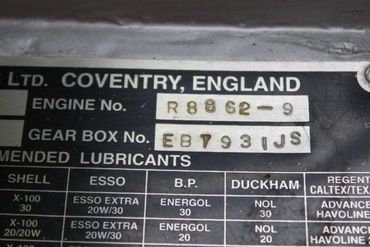 LTD. COVENTRY, ENGLAND
ENGINE No. R8862-9
GEAR BOX No. EB7931JS
LUBRICANTS
SHELL ESSO B.P. DUCKHAM REGENT
X-100 ESSO EXTRA ENERGOL NOL ADVANCE
30 20W/30 30 30 HAVOLINE
X-100 ESSO EXTRA ENERGOL NOL ADVANCE
20/20W 20W/30 20 20 HAVOLINE